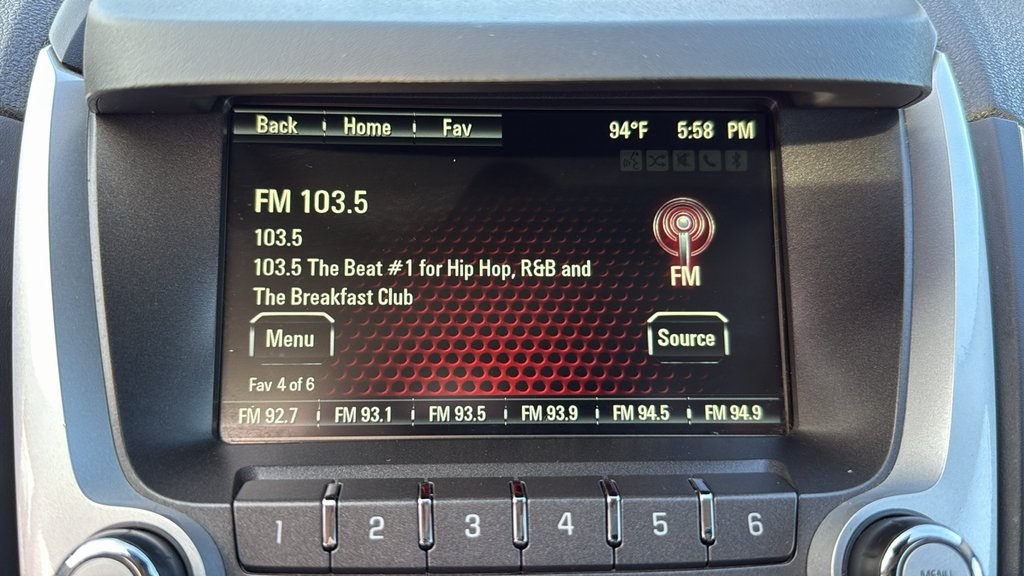 Back Home Fav 94°F 5:58 PM
FM 103.5
103.5
103.5 The Beat #1 for Hip Hop, R&B and
The Breakfast Club
FM
Menu Source
Fav 4 of 6
FM 92.7 FM 93.1 FM 93.5 FM 93.9 FM 94.5 FM 94.9
1 2 3 4 5 6
MENU